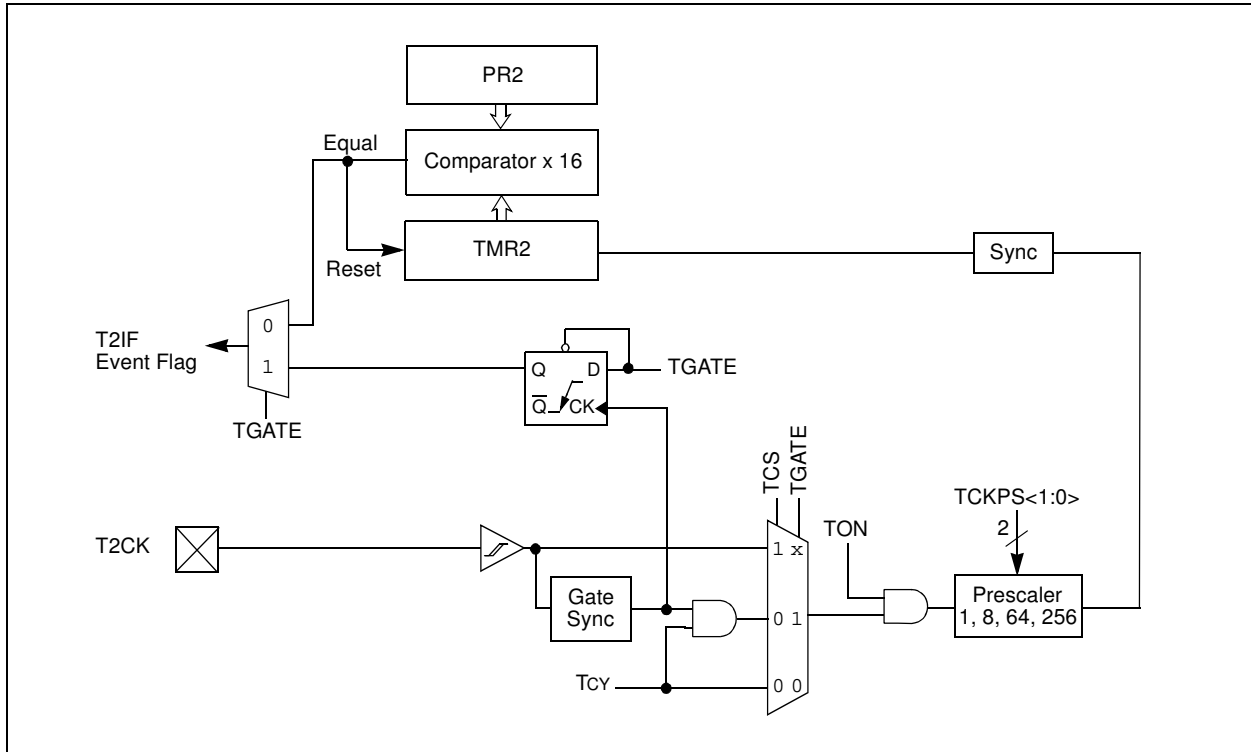 PR2
Equal
Comparator x 16
TMR2
Reset
Sync
0
1
T2IF
Event Flag
TGATE
Q D
Q̅ CK
TGATE
TCS
TGATE
TCKPS<1:0>
2
TON
T2CK
1 x
Gate
Sync
0 1
Prescaler
1, 8, 64, 256
TCY
0 0